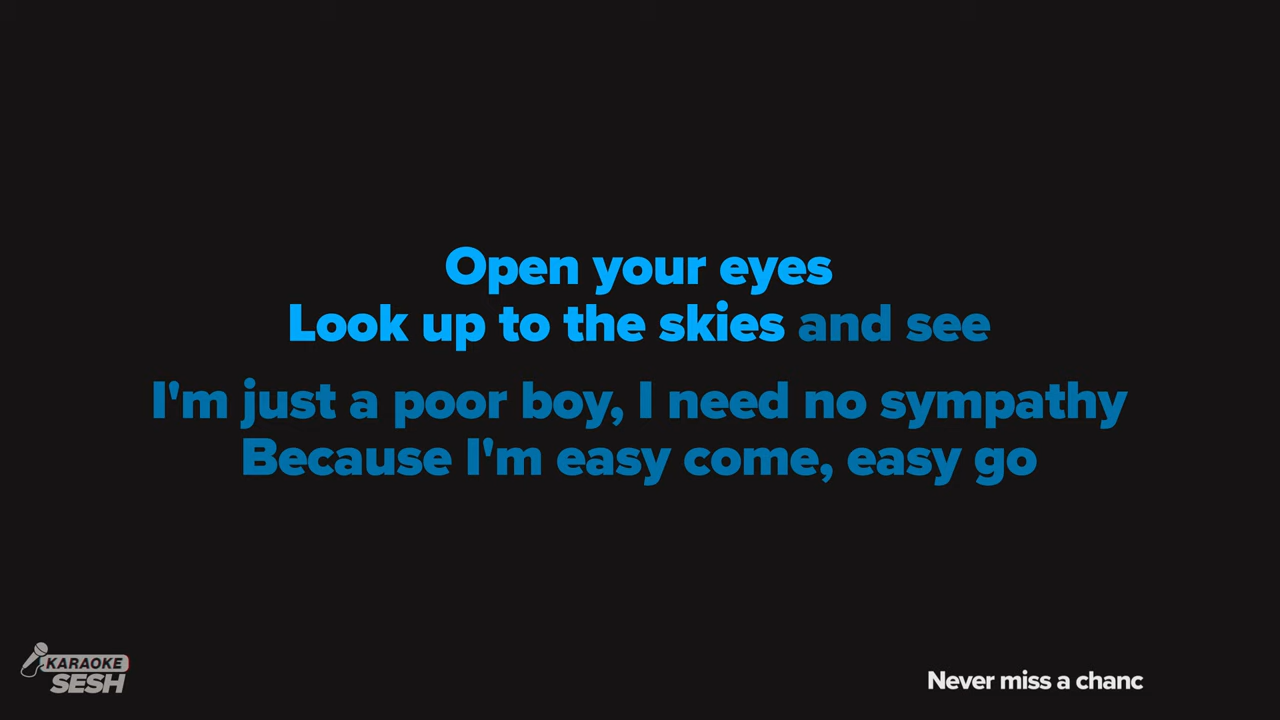 Open your eyes
Look up to the skies and see
I'm just a poor boy, I need no sympathy
Because I'm easy come, easy go
KARAOKE
SESH
Never miss a chanc